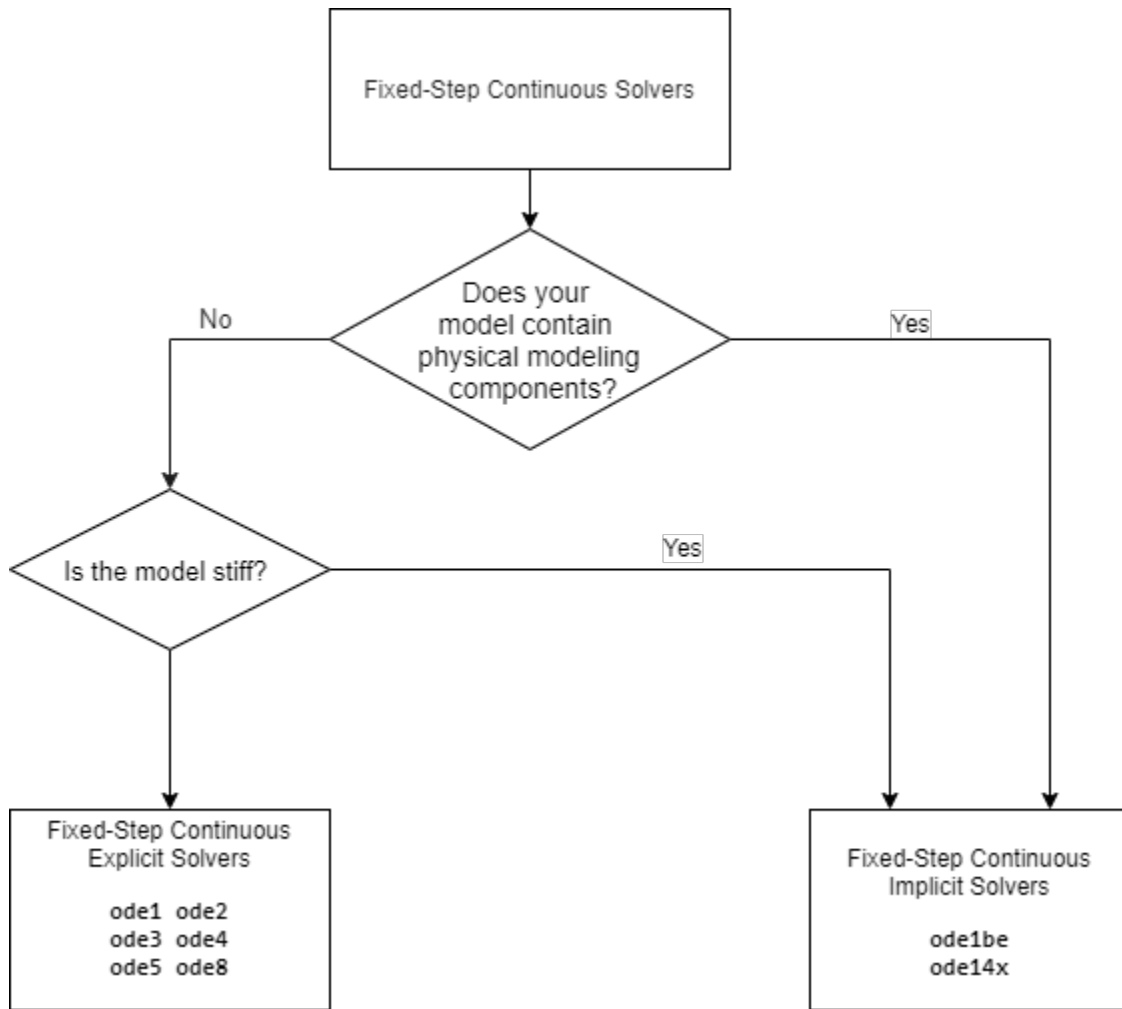 Fixed-Step Continuous Solvers
Does your
model contain
physical modeling
components?
No
Yes
Is the model stiff?
Yes
Fixed-Step Continuous
Explicit Solvers
ode1 ode2
ode3 ode4
ode5 ode8
Fixed-Step Continuous
Implicit Solvers
ode1be
ode14x